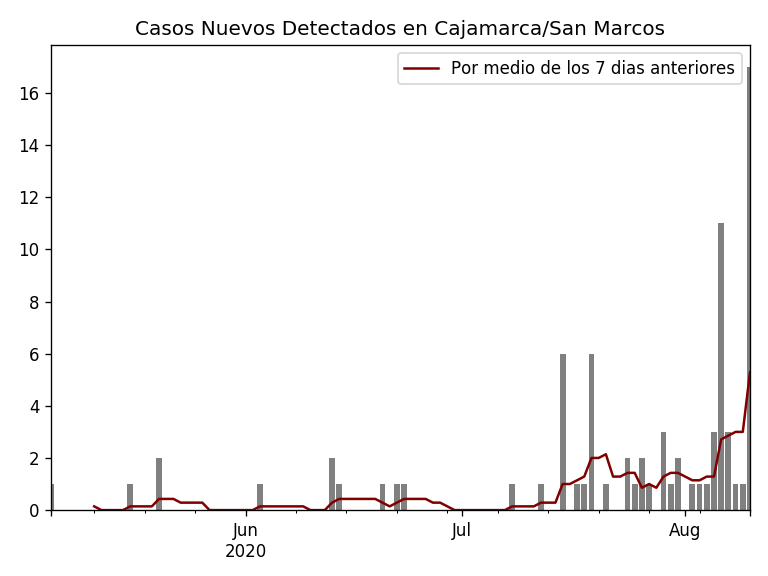 Casos Nuevos Detectados en Cajamarca/San Marcos
Por medio de los 7 dias anteriores
16
14
12
10
8
6
4
2
0
Jun
2020
Jul
Aug